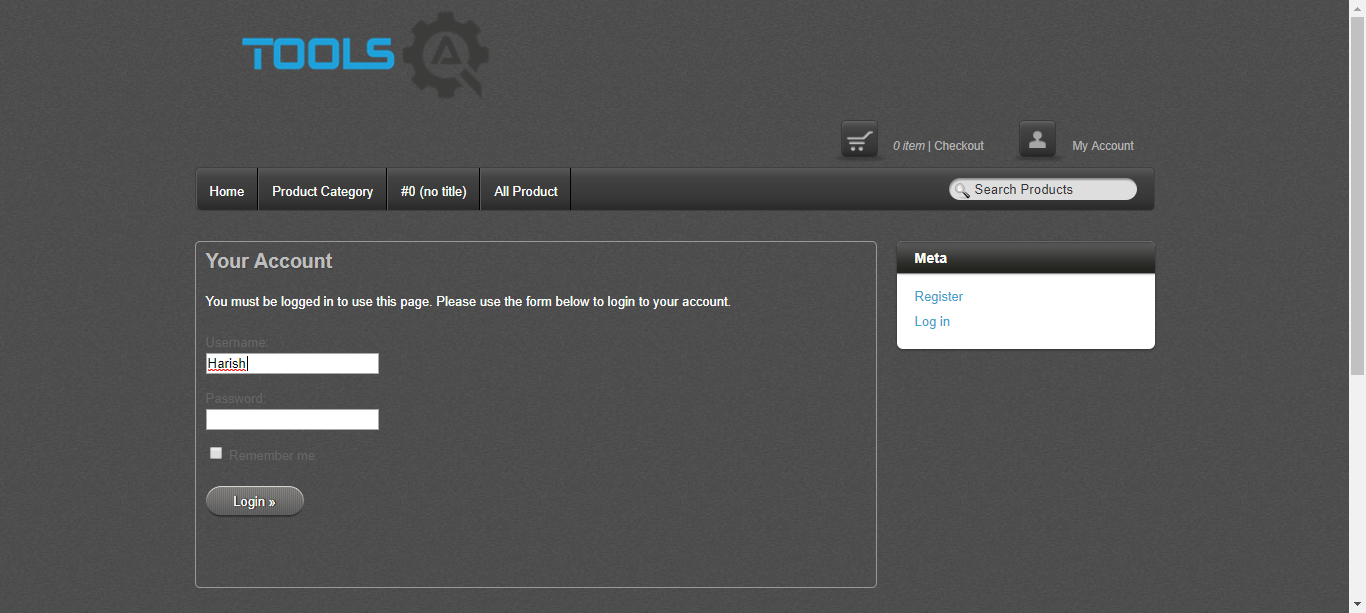 TOOLS
0 item | Checkout
My Account
Home
Product Category
#0 (no title)
All Product
Search Products
Your Account
You must be logged in to use this page. Please use the form below to login to your account.
Username:
Harish
Password:
Remember me
Login »
Meta
Register
Log in